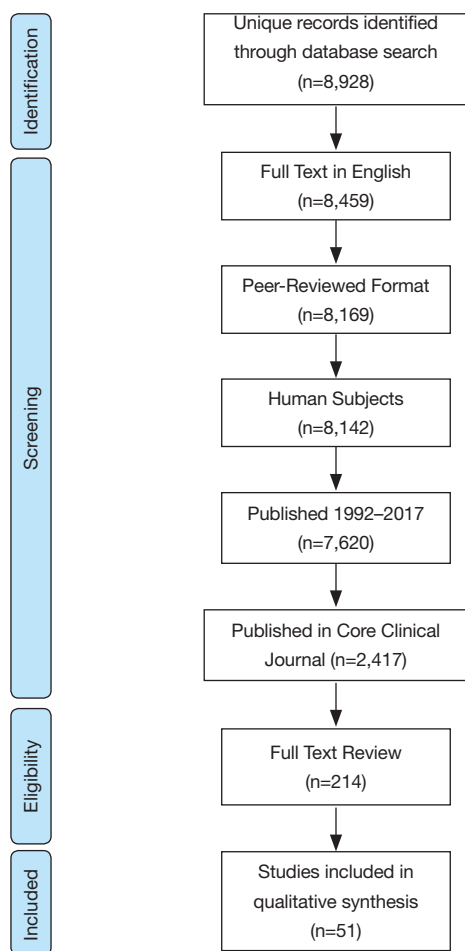 Identification
Unique records identified
through database search
(n=8,928)
Screening
Full Text in English
(n=8,459)
Peer-Reviewed Format
(n=8,169)
Human Subjects
(n=8,142)
Published 1992–2017
(n=7,620)
Published in Core Clinical
Journal (n=2,417)
Eligibility
Full Text Review
(n=214)
Included
Studies included in
qualitative synthesis
(n=51)